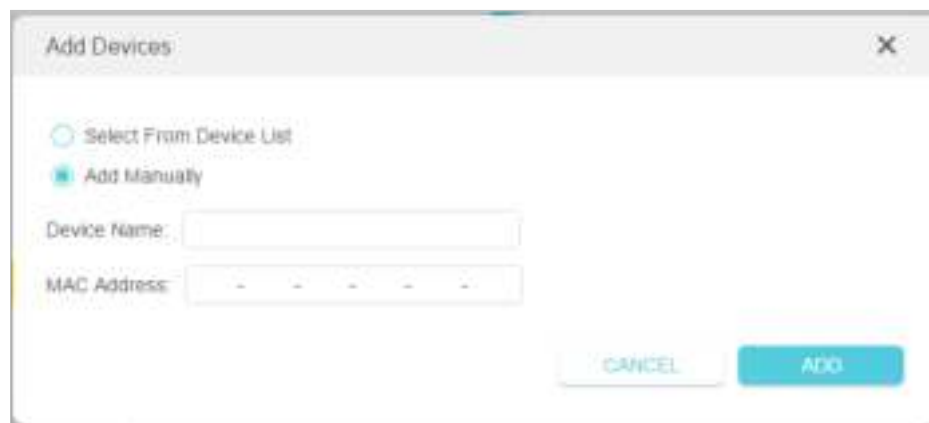 Add Devices ×
Select From Device List
Add Manually
Device Name:
MAC Address: - - - - -
CANCEL ADD